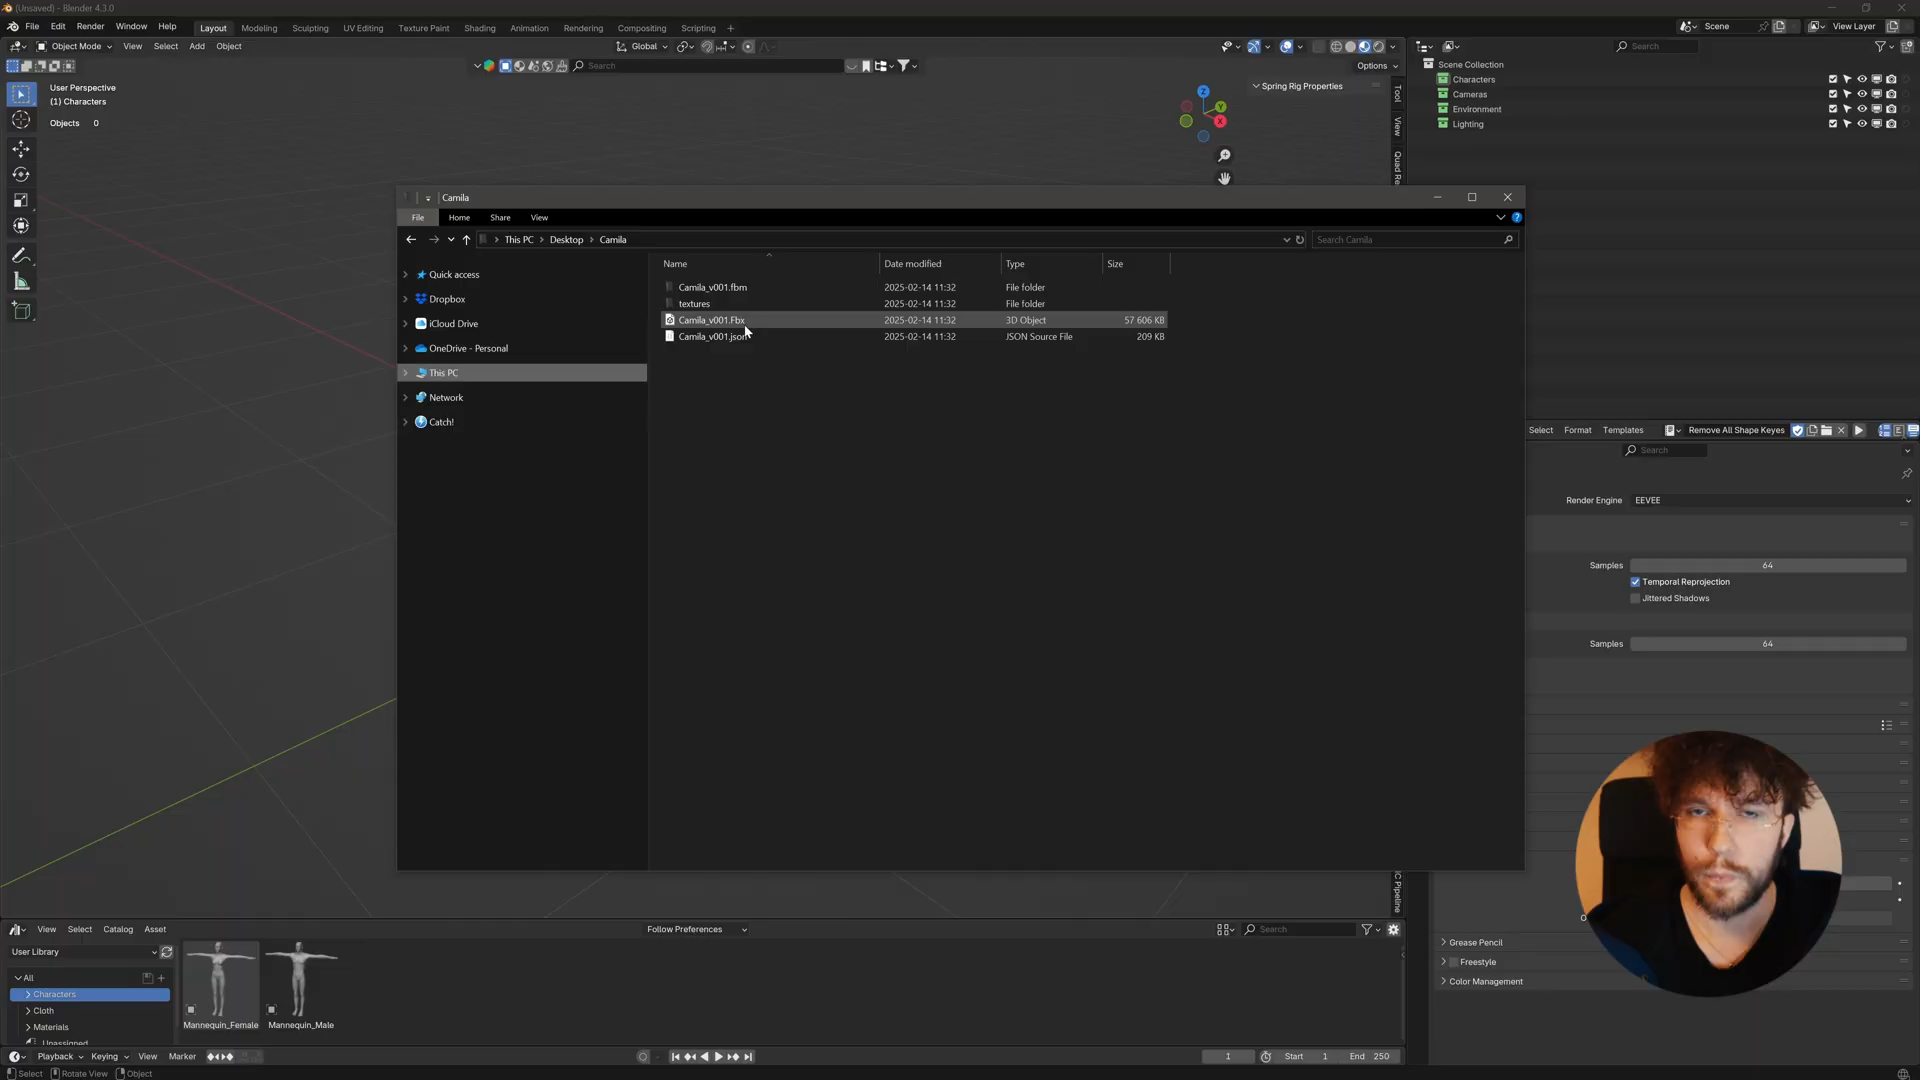 (Unsaved) - Blender 4.3.0
File Edit Render Window Help Layout Modeling Sculpting UV Editing Texture Paint Shading Animation Rendering Compositing Scripting +
Scene View Layer
Object Mode View Select Add Object Global
Search
Search Options
User Perspective
(1) Characters
Objects 0
Spring Rig Properties
Z
Y
X
Tool
View
Quad Re
Scene Collection
Characters
Cameras
Environment
Lighting
Camila
File Home Share View
This PC Desktop Camila Search Camila
Name Date modified Type Size
Quick access
Dropbox
iCloud Drive
OneDrive - Personal
This PC
Network
Catch!
Camila_v001.fbm 2025-02-14 11:32 File folder
textures 2025-02-14 11:32 File folder
Camila_v001.Fbx 2025-02-14 11:32 3D Object 57 606 KB
Camila_v001.json 2025-02-14 11:32 JSON Source File 209 KB
Select Format Templates Remove All Shape Keyes
Search
Render Engine EEVEE
Samples 64
Temporal Reprojection
Jittered Shadows
Samples 64
Grease Pencil
Freestyle
Color Management
C Pipeline
View Select Catalog Asset Follow Preferences Search
User Library
All
Characters
Cloth
Materials
Unassigned
Mannequin_Female Mannequin_Male
Playback Keying View Marker 1 Start 1 End 250
Select Rotate View Object